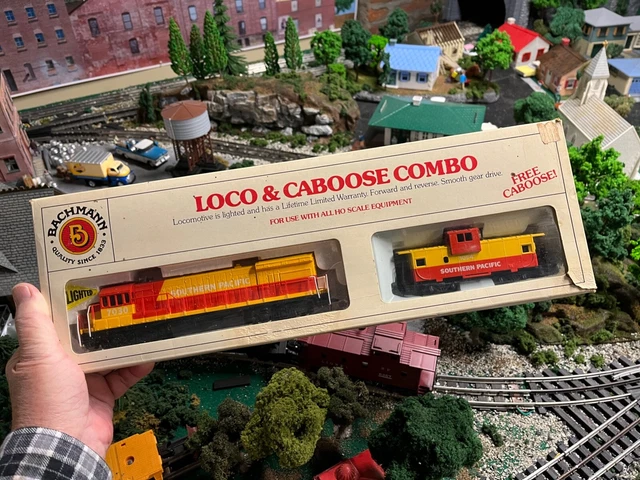 LOCO & CABOOSE COMBO
Locomotive is lighted and has a Lifetime Limited Warranty. Forward and reverse. Smooth gear drive.
FOR USE WITH ALL HO SCALE EQUIPMENT
FREE
CABOOSE!
BACHMANN
B
QUALITY SINCE 1833
LIGHTED
SOUTHERN PACIFIC
SOUTHERN PACIFIC